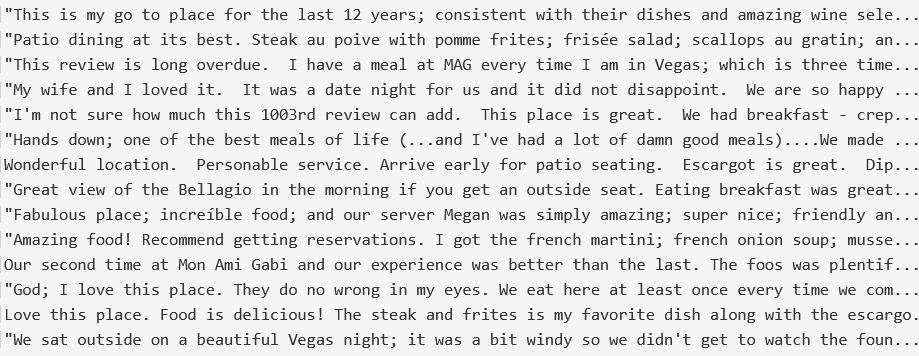 "This is my go to place for the last 12 years; consistent with their dishes and amazing wine sele...
"Patio dining at its best. Steak au poive with pomme frites; frisée salad; scallops au gratin; an...
"This review is long overdue.  I have a meal at MAG every time I am in Vegas; which is three time...
"My wife and I loved it.  It was a date night for us and it did not disappoint.  We are so happy ...
"I'm not sure how much this 1003rd review can add.  This place is great.  We had breakfast - crep...
"Hands down; one of the best meals of life (...and I've had a lot of damn good meals)....We made ...
Wonderful location.  Personable service. Arrive early for patio seating.  Escargot is great.  Dip...
"Great view of the Bellagio in the morning if you get an outside seat. Eating breakfast was great...
"Fabulous place; increíble food; and our server Megan was simply amazing; super nice; friendly an...
"Amazing food! Recommend getting reservations. I got the french martini; french onion soup; musse...
Our second time at Mon Ami Gabi and our experience was better than the last. The foos was plentif...
"God; I love this place. They do no wrong in my eyes. We eat here at least once every time we com...
Love this place. Food is delicious! The steak and frites is my favorite dish along with the escargo.
"We sat outside on a beautiful Vegas night; it was a bit windy so we didn't get to watch the foun...